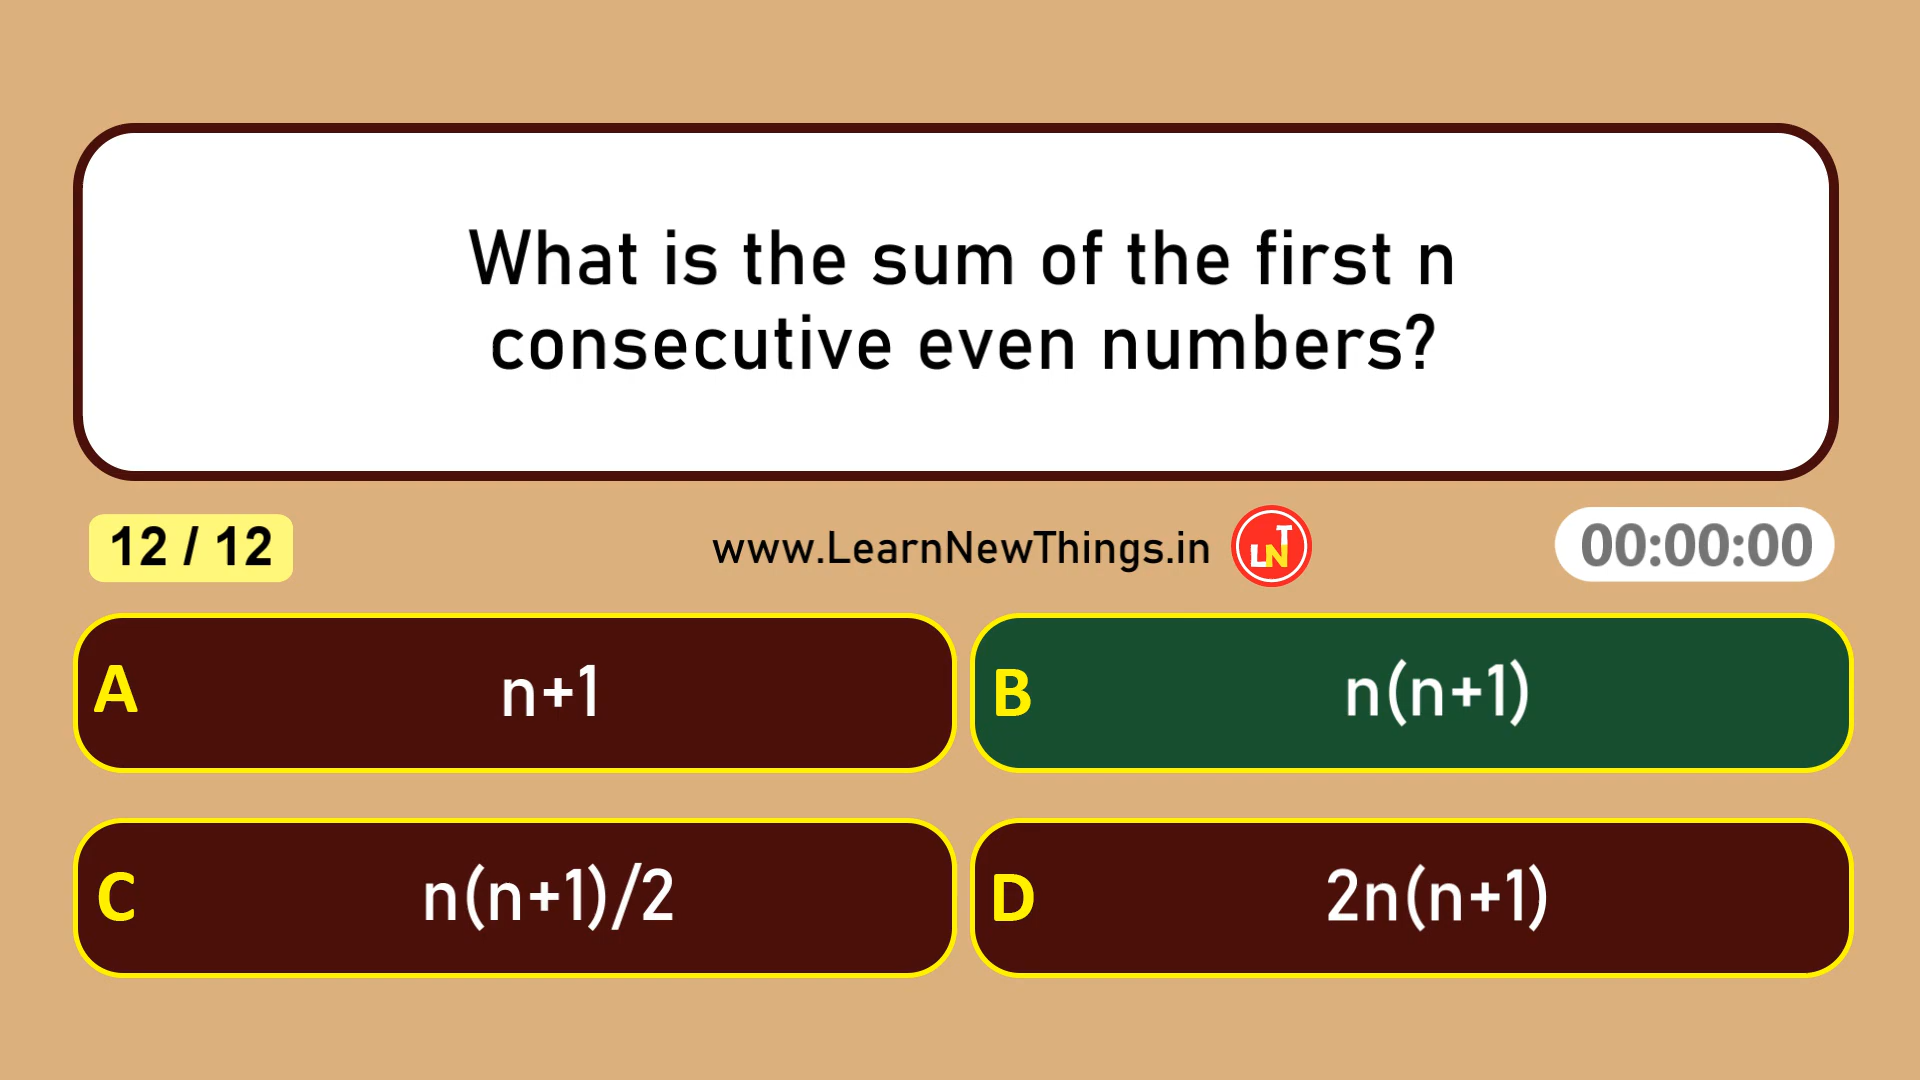 What is the sum of the first n
consecutive even numbers?
12 / 12
www.LearnNewThings.in
LNT
00:00:00
A n+1
B n(n+1)
C n(n+1)/2
D 2n(n+1)